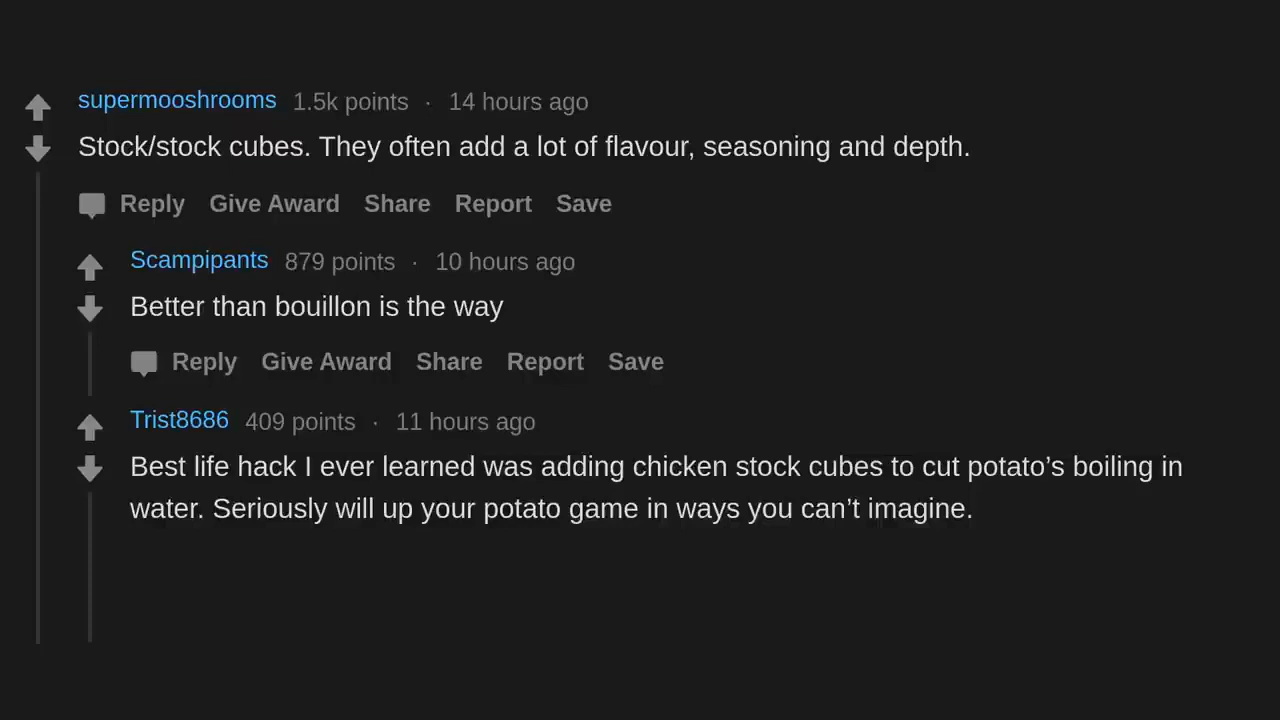 supermooshrooms 1.5k points · 14 hours ago
Stock/stock cubes. They often add a lot of flavour, seasoning and depth.
Reply Give Award Share Report Save
Scampipants 879 points · 10 hours ago
Better than bouillon is the way
Reply Give Award Share Report Save
Trist8686 409 points · 11 hours ago
Best life hack I ever learned was adding chicken stock cubes to cut potato’s boiling in
water. Seriously will up your potato game in ways you can’t imagine.